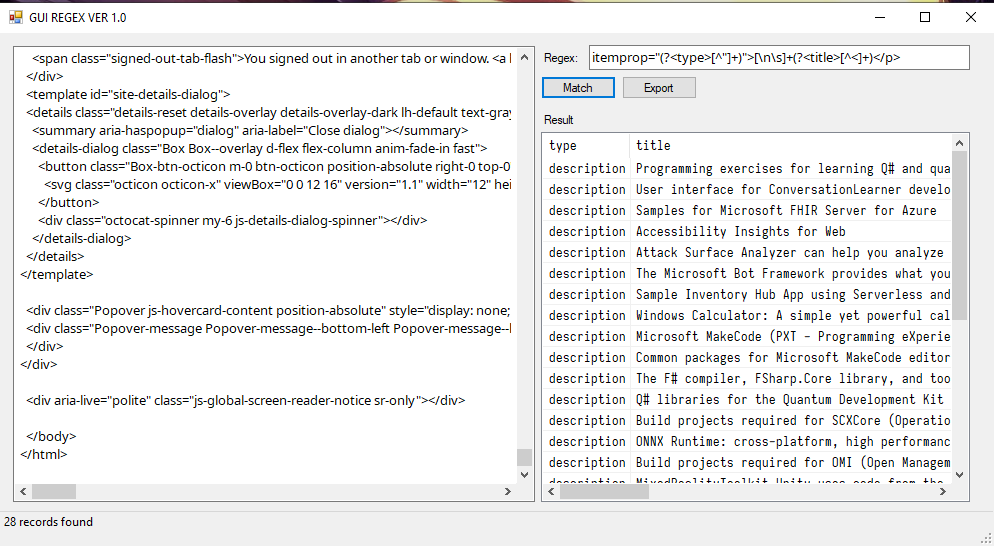 GUI REGEX VER 1.0
<span class="signed-out-tab-flash">You signed out in another tab or window. <a l
</div>
<template id="site-details-dialog">
<details class="details-reset details-overlay details-overlay-dark lh-default text-gray
<summary aria-haspopup="dialog" aria-label="Close dialog"></summary>
<details-dialog class="Box Box--overlay d-flex flex-column anim-fade-in fast">
<button class="Box-btn-octicon m-0 btn-octicon position-absolute right-0 top-0
<svg class="octicon octicon-x" viewBox="0 0 12 16" version="1.1" width="12" hei
</button>
<div class="octocat-spinner my-6 js-details-dialog-spinner"></div>
</details-dialog>
</details>
</template>
<div class="Popover js-hovercard-content position-absolute" style="display: none;
<div class="Popover-message Popover-message--bottom-left Popover-message--l
</div>
</div>
<div aria-live="polite" class="js-global-screen-reader-notice sr-only"></div>
</body>
</html>
Regex: itemprop="(?<type>[^"]+)">[\n\s]+(?<title>[^<]+)</p>
Match Export
Result
type title
description Programming exercises for learning Q# and qua
description User interface for ConversationLearner develo
description Samples for Microsoft FHIR Server for Azure
description Accessibility Insights for Web
description Attack Surface Analyzer can help you analyze
description The Microsoft Bot Framework provides what you
description Sample Inventory Hub App using Serverless and
description Windows Calculator: A simple yet powerful cal
description Microsoft MakeCode (PXT - Programming eXperie
description Common packages for Microsoft MakeCode editor
description The F# compiler, FSharp.Core library, and too
description Q# libraries for the Quantum Development Kit
description Build projects required for SCXCore (Operatio
description ONNX Runtime: cross-platform, high performanc
description Build projects required for OMI (Open Managem
description MixedRealityToolkit-Unity uses code from the
28 records found